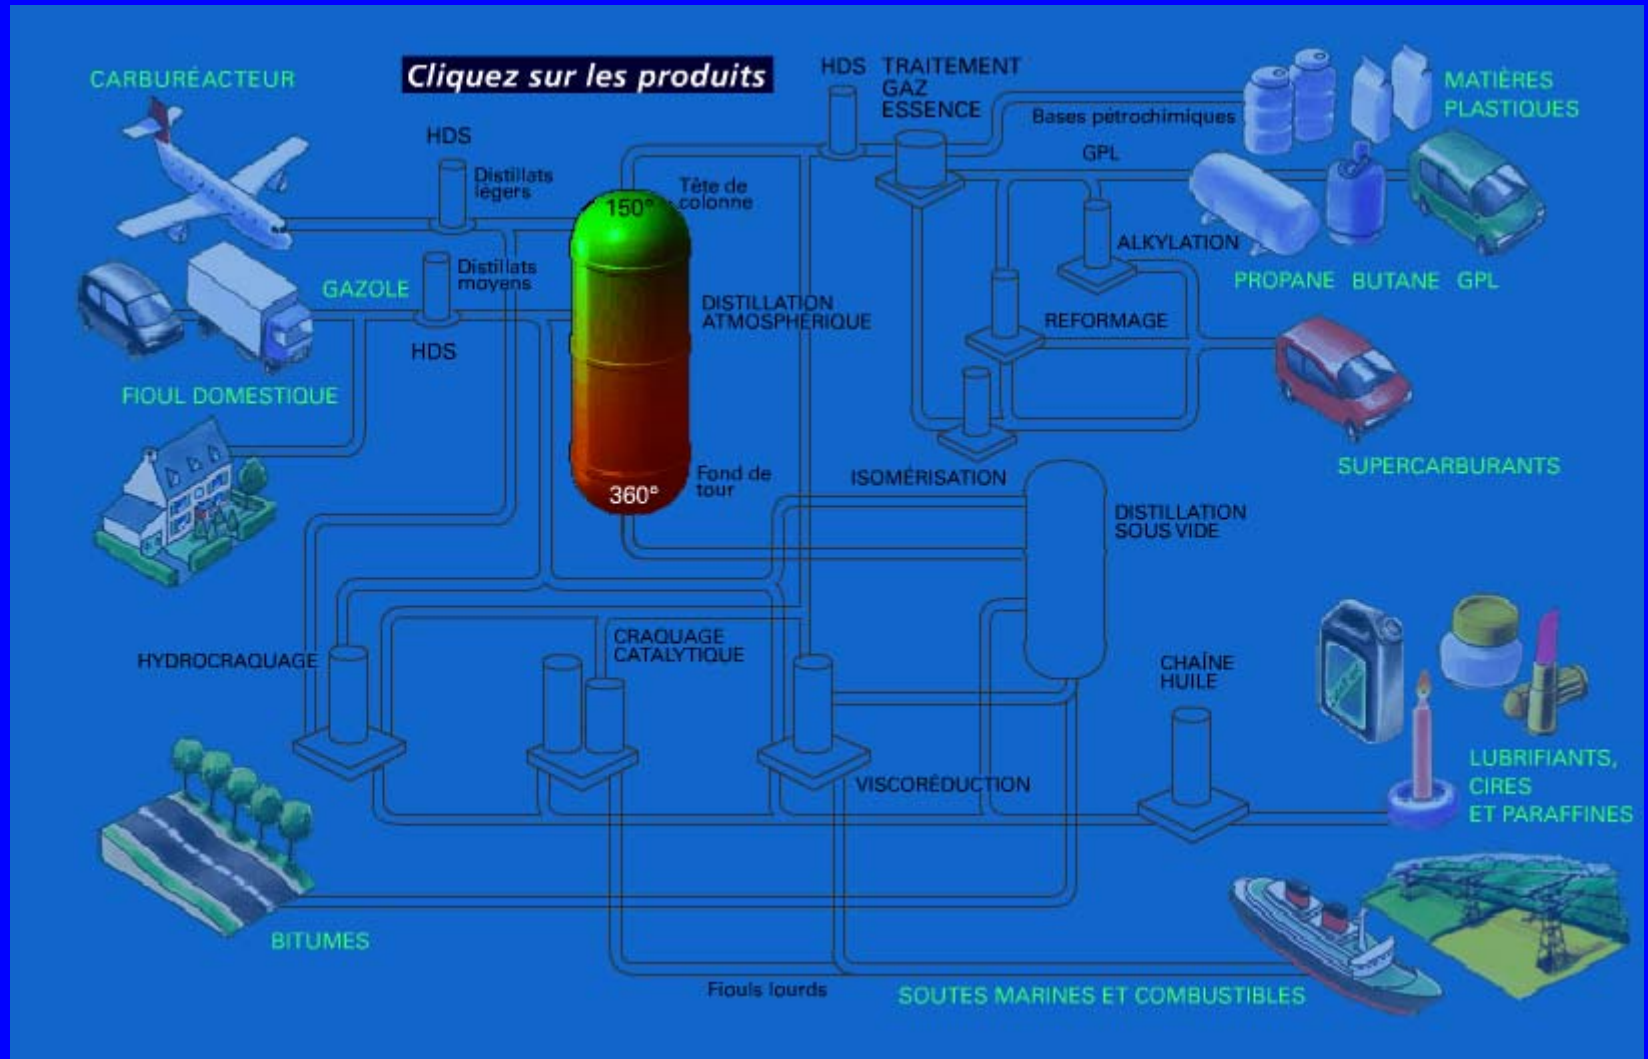 CARBURÉACTEUR
Cliquez sur les produits
HDS
TRAITEMENT
GAZ
ESSENCE
Bases pétrochimiques
MATIÈRES
PLASTIQUES
HDS
Distillats
légers
Tête de
colonne
150°
GPL
ALKYLATION
PROPANE
BUTANE
GPL
GAZOLE
Distillats
moyens
HDS
DISTILLATION
ATMOSPHÉRIQUE
REFORMAGE
FIOUL DOMESTIQUE
SUPERCARBURANTS
Fond de
tour
360°
ISOMÉRISATION
DISTILLATION
SOUS VIDE
HYDROCRAQUAGE
CRAQUAGE
CATALYTIQUE
CHAÎNE
HUILE
VISCORÉDUCTION
LUBRIFIANTS,
CIRES
ET PARAFFINES
BITUMES
Fiouls lourds
SOUTES MARINES ET COMBUSTIBLES